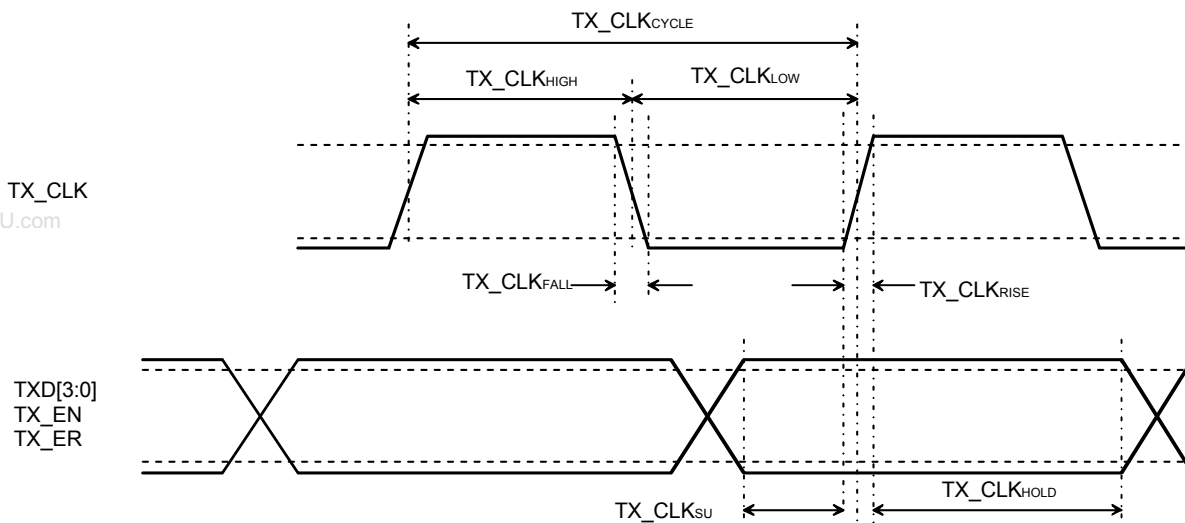 TX_CLKCYCLE
TX_CLKHIGH
TX_CLKLOW
TX_CLK
U.com
TX_CLKFALL
TX_CLKRISE
TXD[3:0]
TX_EN
TX_ER
TX_CLKSU
TX_CLKHOLD